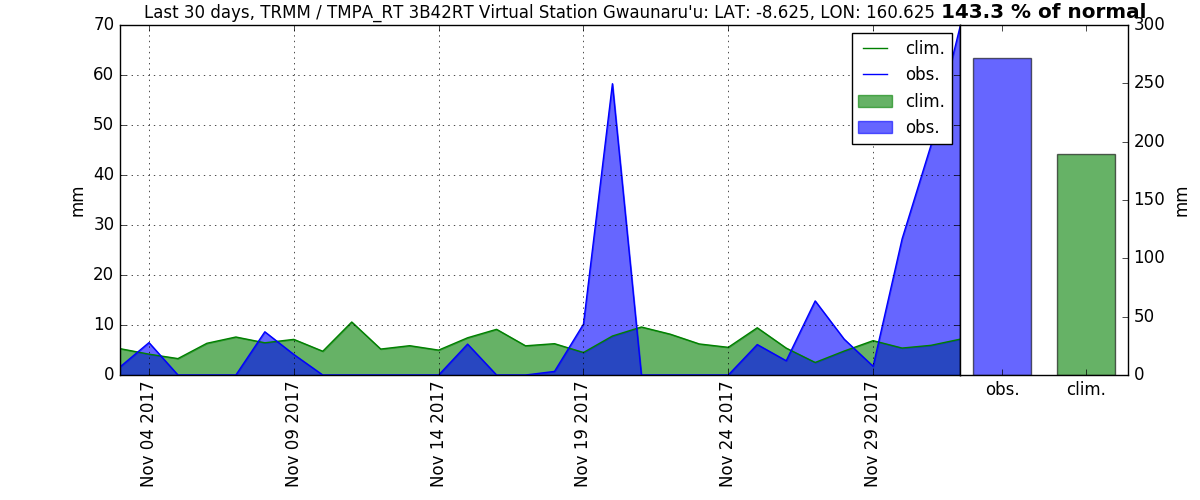 Last 30 days, TRMM / TMPA_RT 3B42RT Virtual Station Gwaunaru'u: LAT: -8.625, LON: 160.625 143.3 % of normal
70
60
50
40
30
20
10
0
mm
clim.
obs.
clim.
obs.
300
250
200
150
100
50
0
mm
Nov 04 2017
Nov 09 2017
Nov 14 2017
Nov 19 2017
Nov 24 2017
Nov 29 2017
obs.
clim.